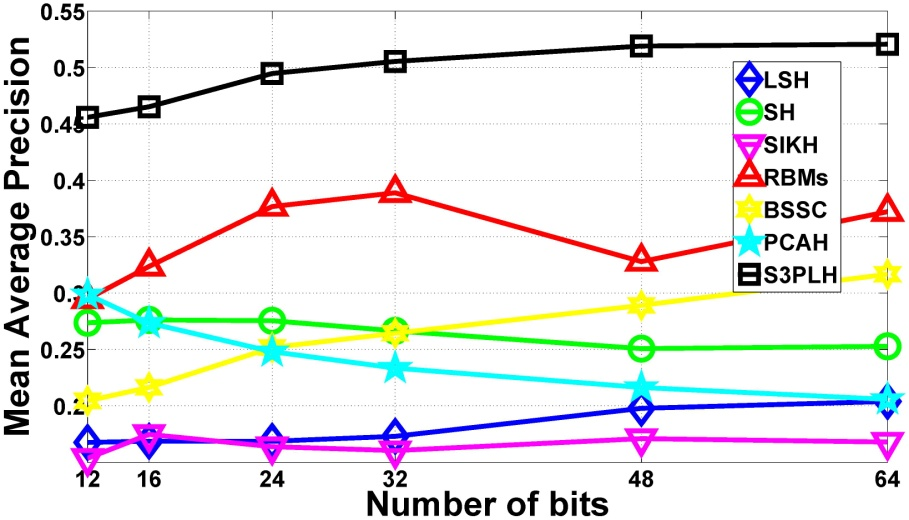 Mean Average Precision
0.55
0.5
0.45
0.4
0.35
0.3
0.25
0.2
LSH
SH
SIKH
RBMs
BSSC
PCAH
S3PLH
12 16 24 32 48 64
Number of bits